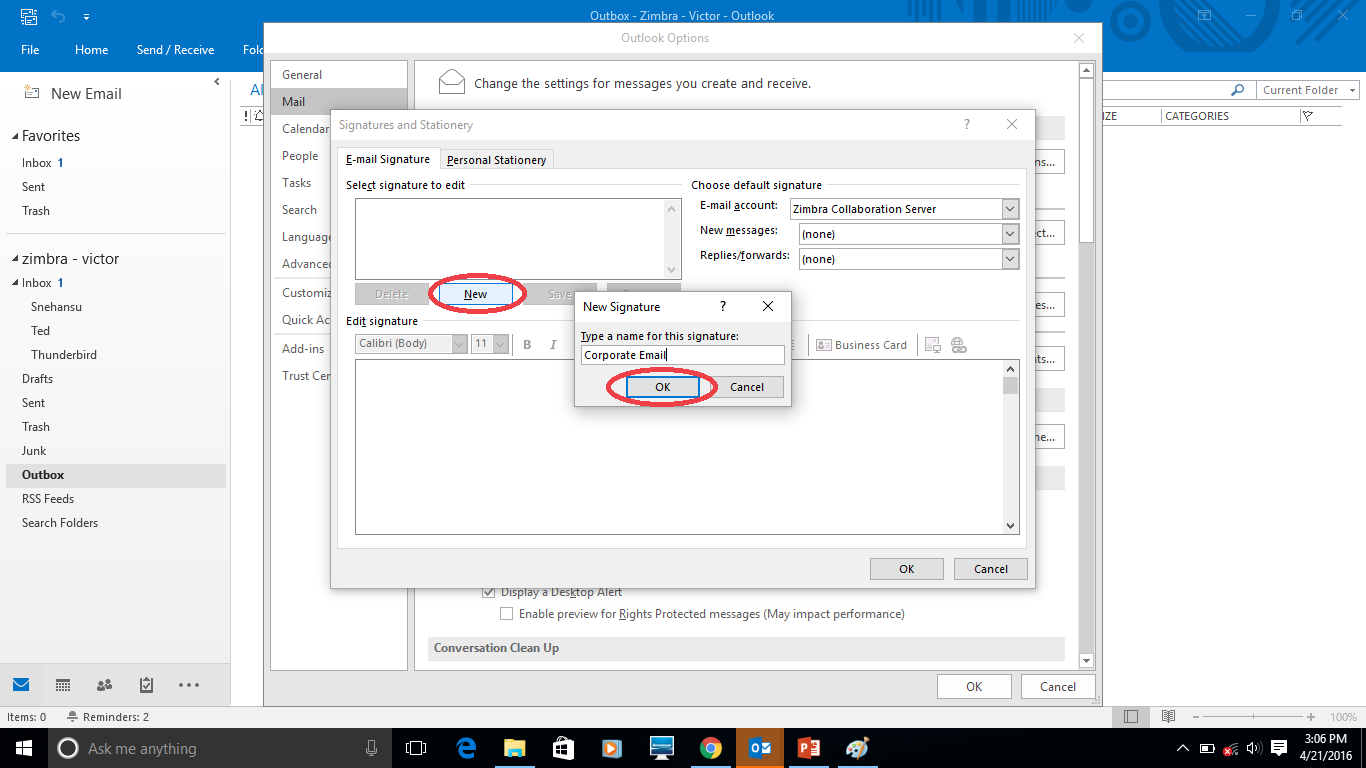 Outbox - Zimbra - Victor - Outlook
File Home Send / Receive Fol
Outlook Options
New Email
Favorites
Inbox 1
Sent
Trash
zimbra - victor
Inbox 1
Snehansu
Ted
Thunderbird
Drafts
Sent
Trash
Junk
Outbox
RSS Feeds
Search Folders
General
Mail
Calendar
People
Tasks
Search
Language
Advance
Customiz
Quick Ac
Add-ins
Trust Cen
Change the settings for messages you create and receive.
Current Folder
! ZE CATEGORIES
Signatures and Stationery ?
E-mail Signature Personal Stationery
Select signature to edit
Choose default signature
E-mail account: Zimbra Collaboration Server
New messages: (none)
Replies/forwards: (none)
Delete New Save
Edit signature
Calibri (Body) 11 B I Business Card
New Signature ?
Type a name for this signature:
Corporate Email
OK Cancel
ns...
ct...
es...
ts...
ne...
OK Cancel
Display a Desktop Alert
Enable preview for Rights Protected messages (May impact performance)
Conversation Clean Up
OK Cancel
Items: 0 Reminders: 2 100%
Ask me anything
3:06 PM
4/21/2016